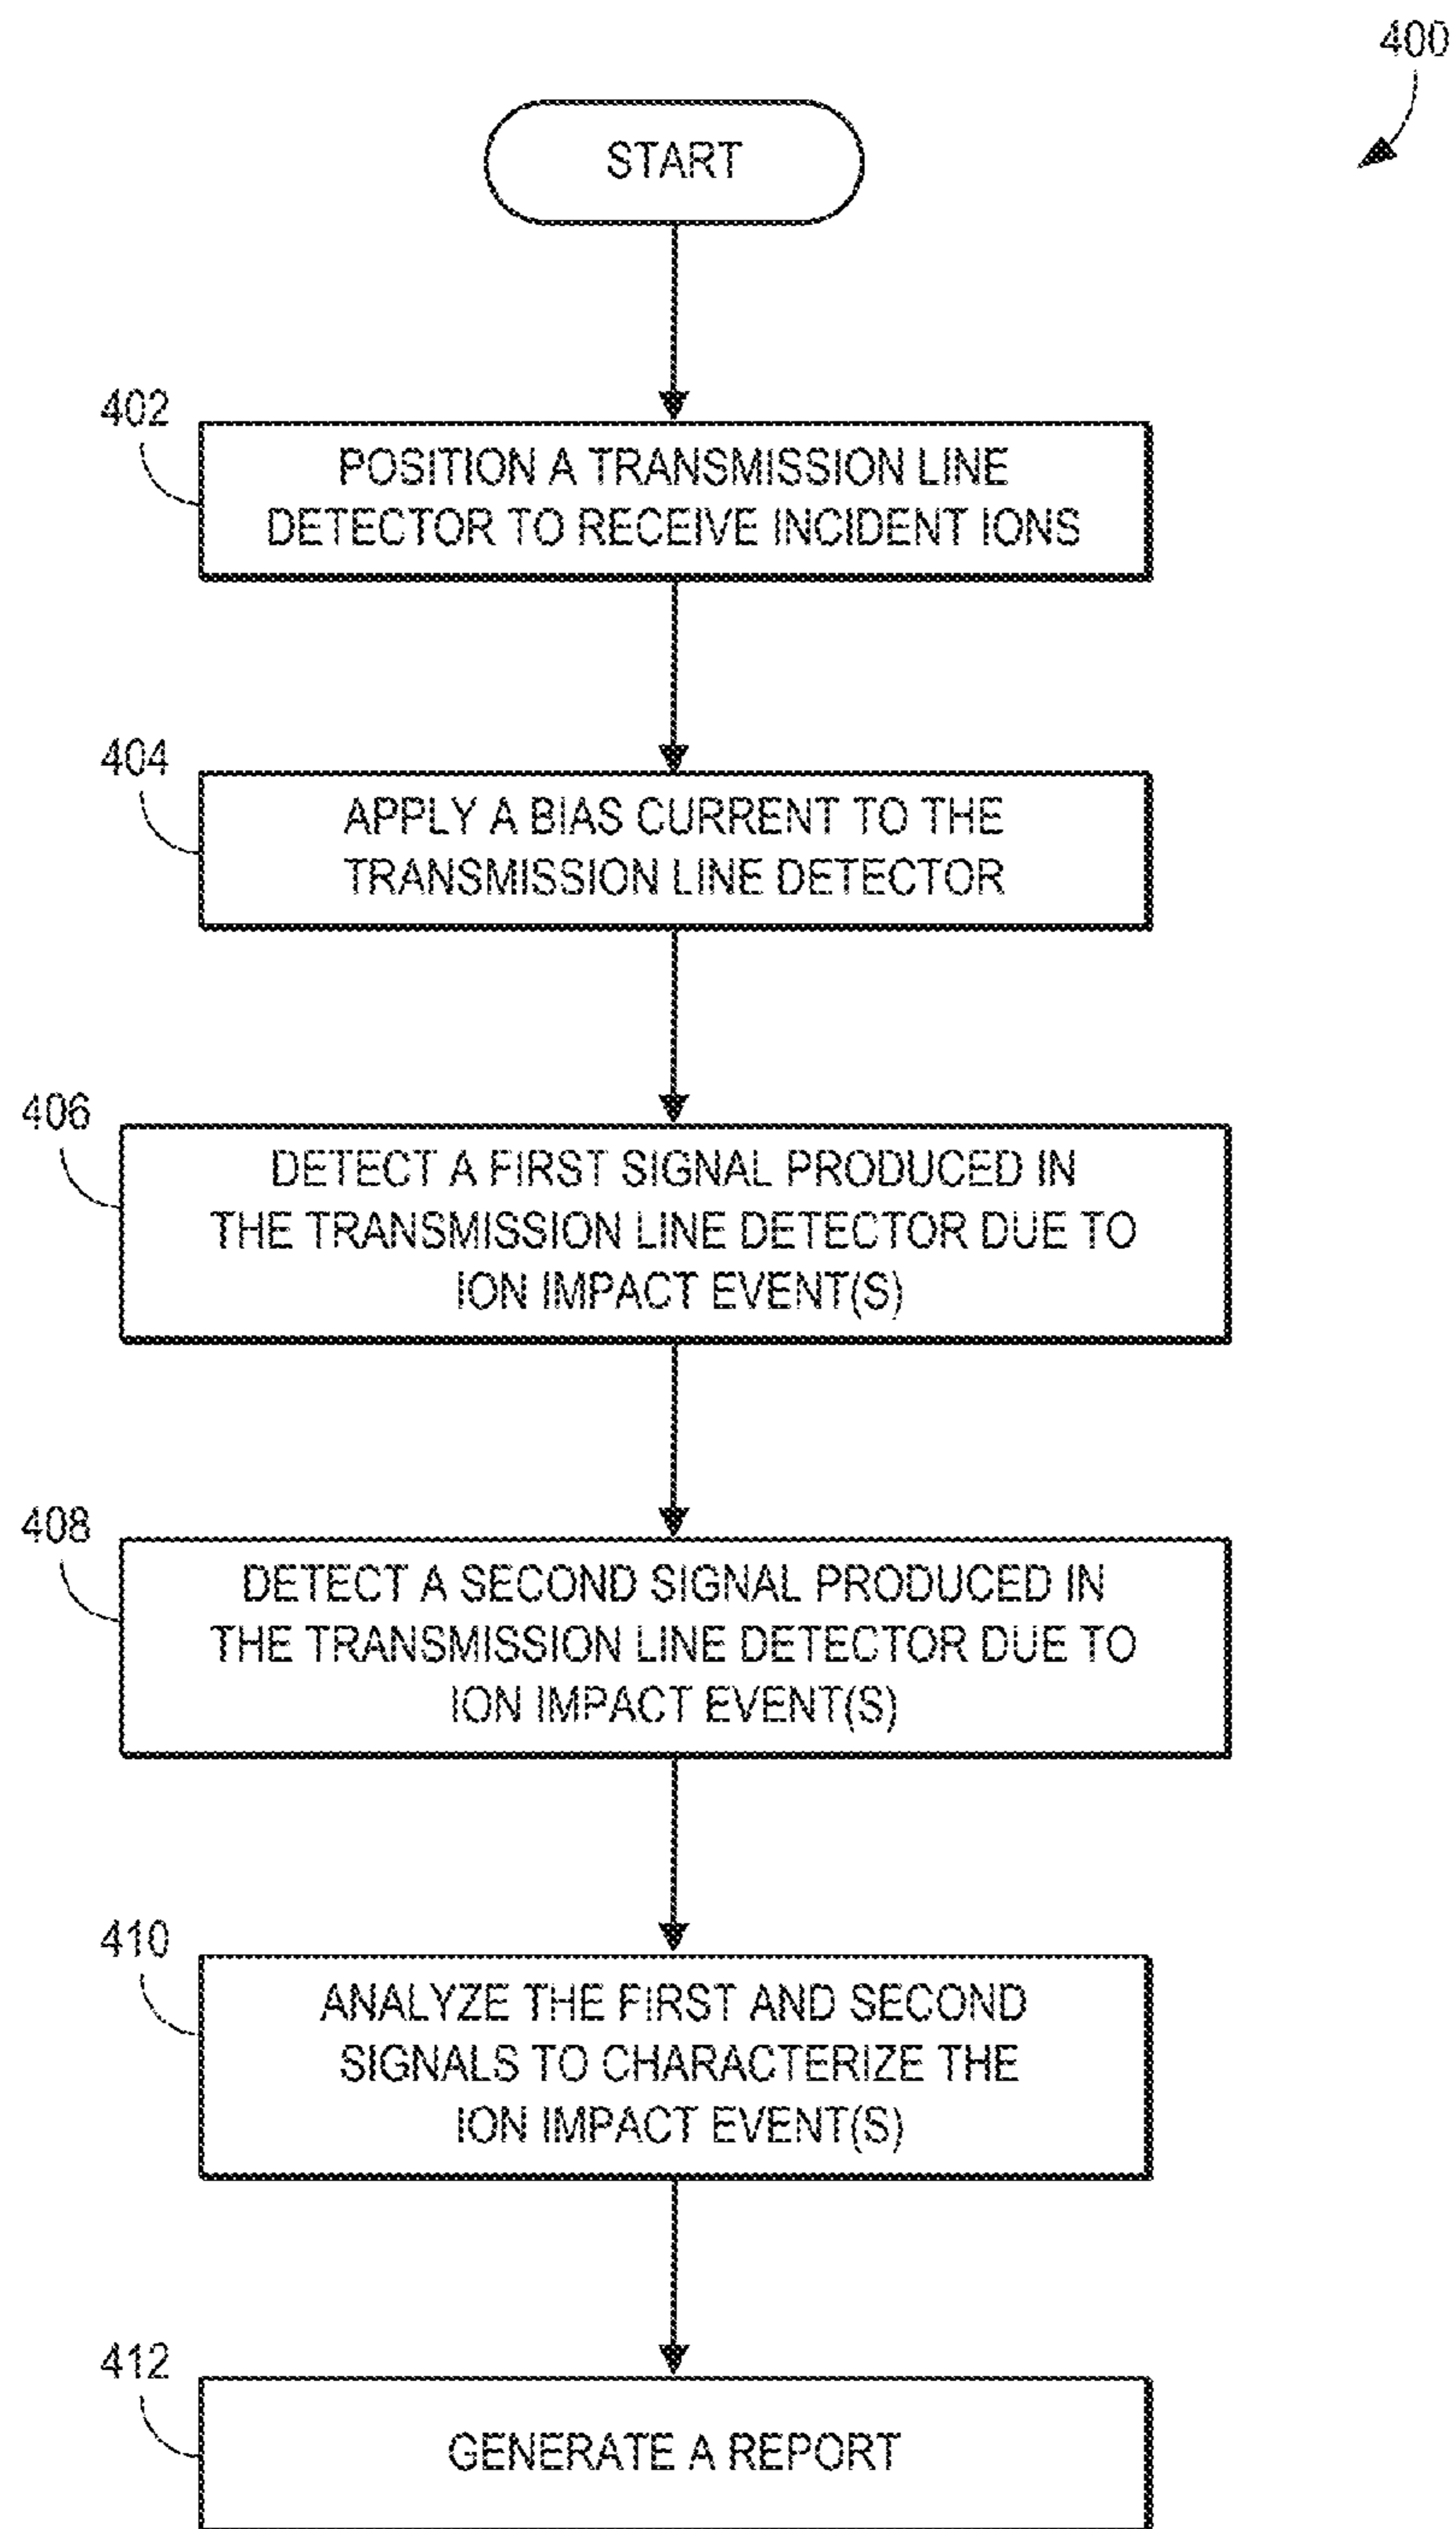 400
START
402
POSITION A TRANSMISSION LINE
DETECTOR TO RECEIVE INCIDENT IONS
404
APPLY A BIAS CURRENT TO THE
TRANSMISSION LINE DETECTOR
406
DETECT A FIRST SIGNAL PRODUCED IN
THE TRANSMISSION LINE DETECTOR DUE TO
ION IMPACT EVENT(S)
408
DETECT A SECOND SIGNAL PRODUCED IN
THE TRANSMISSION LINE DETECTOR DUE TO
ION IMPACT EVENT(S)
410
ANALYZE THE FIRST AND SECOND
SIGNALS TO CHARACTERIZE THE
ION IMPACT EVENT(S)
412
GENERATE A REPORT